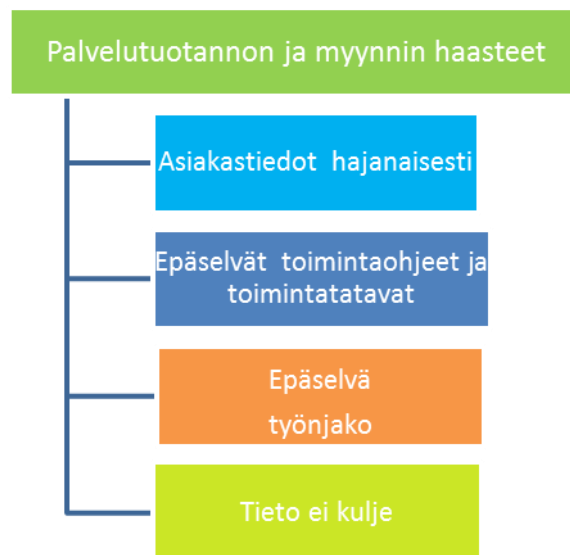 Palvelutuotannon ja myynnin haasteet
Asiakastiedot hajanaisesti
Epäselvät toimintaohjeet ja
toimintatatavat
Epäselvä
työnjako
Tieto ei kulje